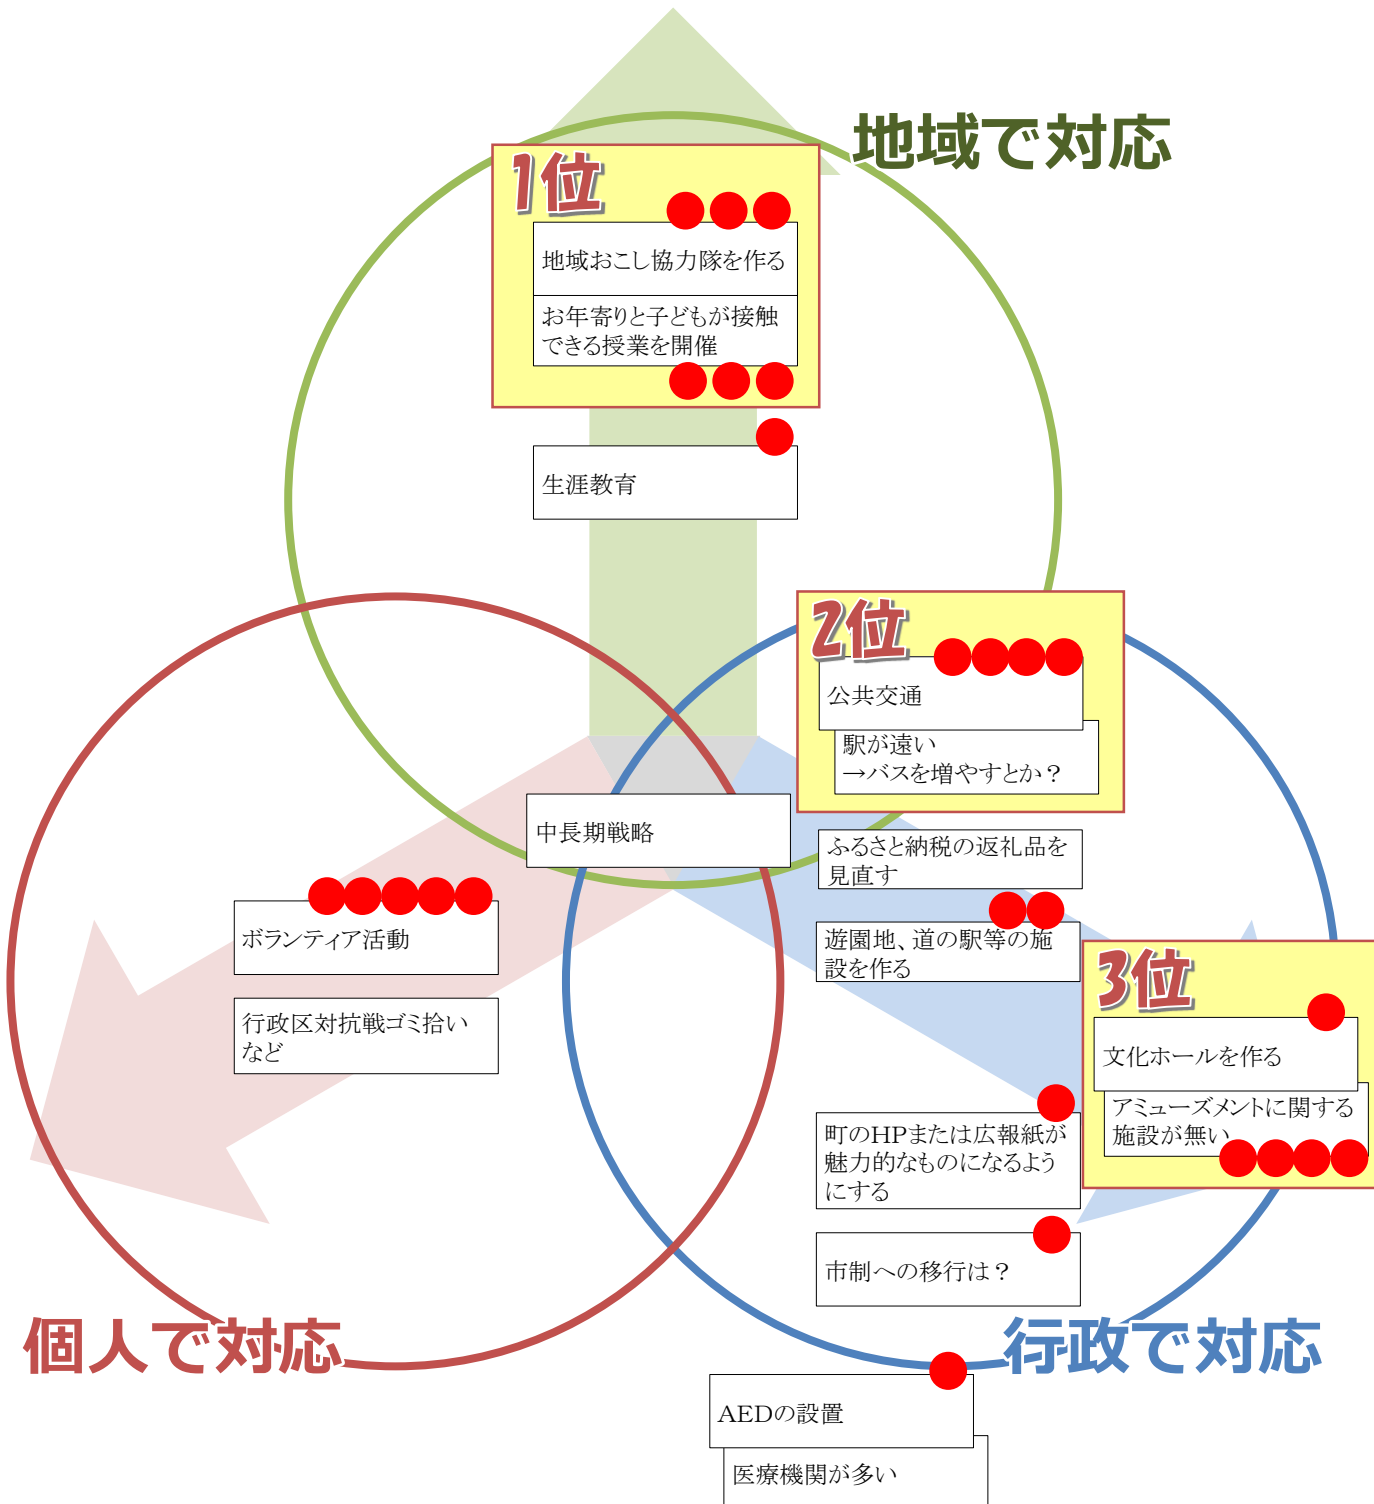 地域で対応
1位
地域おこし協力隊を作る
お年寄りと子どもが接触
できる授業を開催
生涯教育
2位
公共交通
駅が遠い
→バスを増やすとか？
中長期戦略
ふるさと納税の返礼品を
見直す
ボランティア活動
遊園地、道の駅等の施
設を作る
行政区対抗戦ゴミ拾い
など
3位
文化ホールを作る
アミューズメントに関する
施設が無い
町のHPまたは広報紙が
魅力的なものになるよう
にする
市制への移行は？
個人で対応
行政で対応
AEDの設置
医療機関が多い